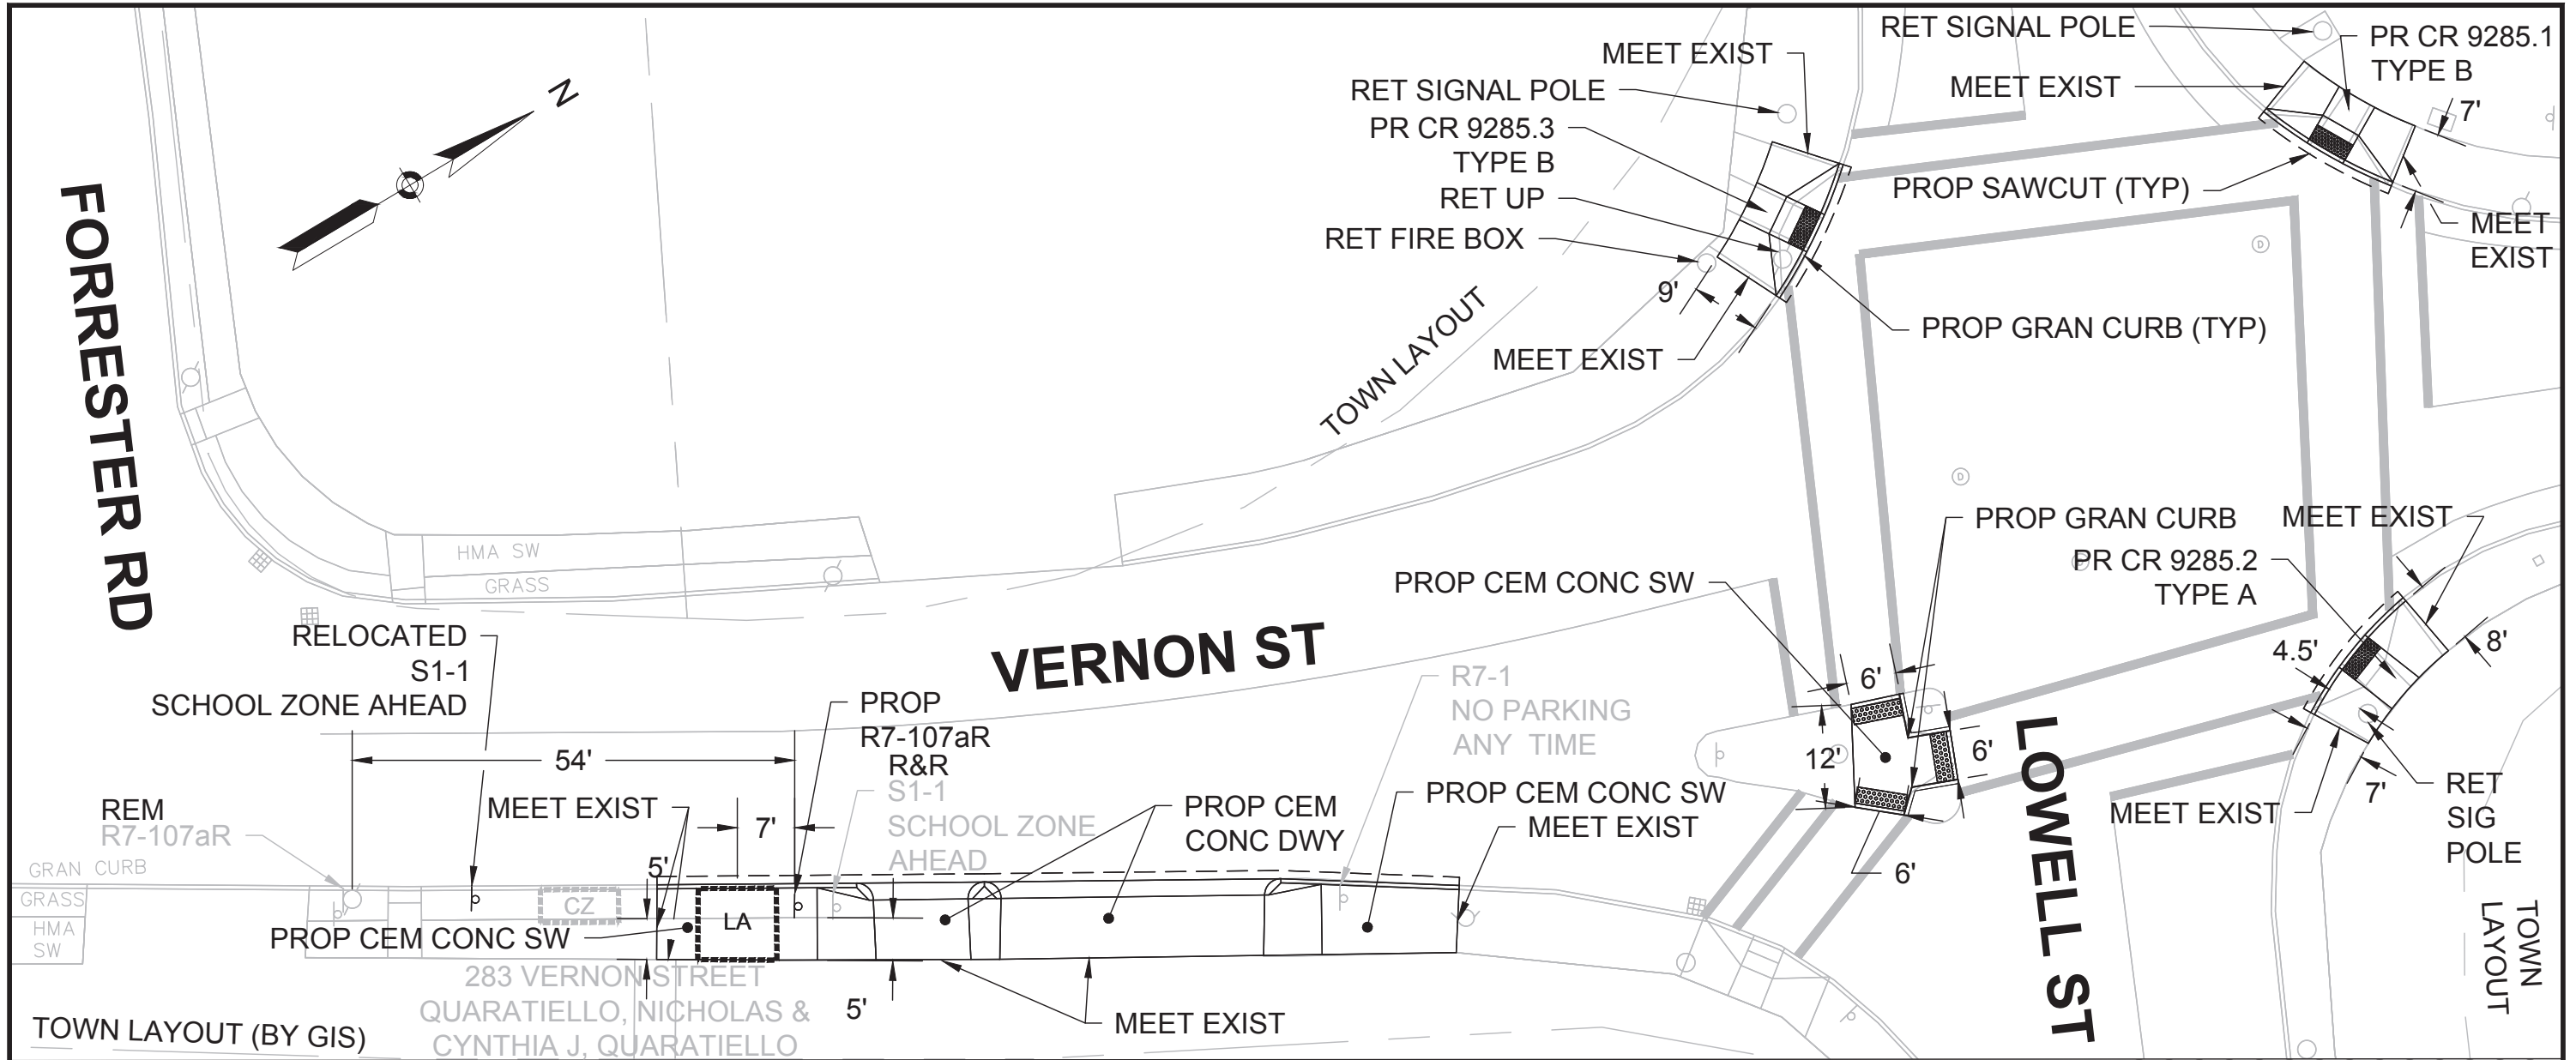 RET SIGNAL POLE
PR CR 9285.1
TYPE B
MEET EXIST
7'
MEET EXIST
RET SIGNAL POLE
PR CR 9285.3
TYPE B
RET UP
RET FIRE BOX
9'
MEET EXIST
N
PROP SAWCUT (TYP)
MEET
EXIST
D
PROP GRAN CURB (TYP)
TOWN LAYOUT
FORRESTER RD
HMA SW
GRASS
D
PROP GRAN CURB
MEET EXIST
PR CR 9285.2
TYPE A
D
PROP CEM CONC SW
4.5'
8'
7'
MEET EXIST
RET
SIG
POLE
6'
12'
6'
6'
VERNON ST
LOWELL ST
RELOCATED
S1-1
SCHOOL ZONE AHEAD
54'
PROP
R7-107aR
R&R
S1-1
SCHOOL ZONE
AHEAD
R7-1
NO PARKING
ANY TIME
REM
R7-107aR
MEET EXIST
7'
PROP CEM
CONC DWY
PROP CEM CONC SW
MEET EXIST
GRAN CURB
GRASS
HMA
SW
5'
CZ
LA
PROP CEM CONC SW
5'
283 VERNON STREET
QUARATIELLO, NICHOLAS &
CYNTHIA J, QUARATIELLO
MEET EXIST
TOWN LAYOUT (BY GIS)
TOWN
LAYOUT